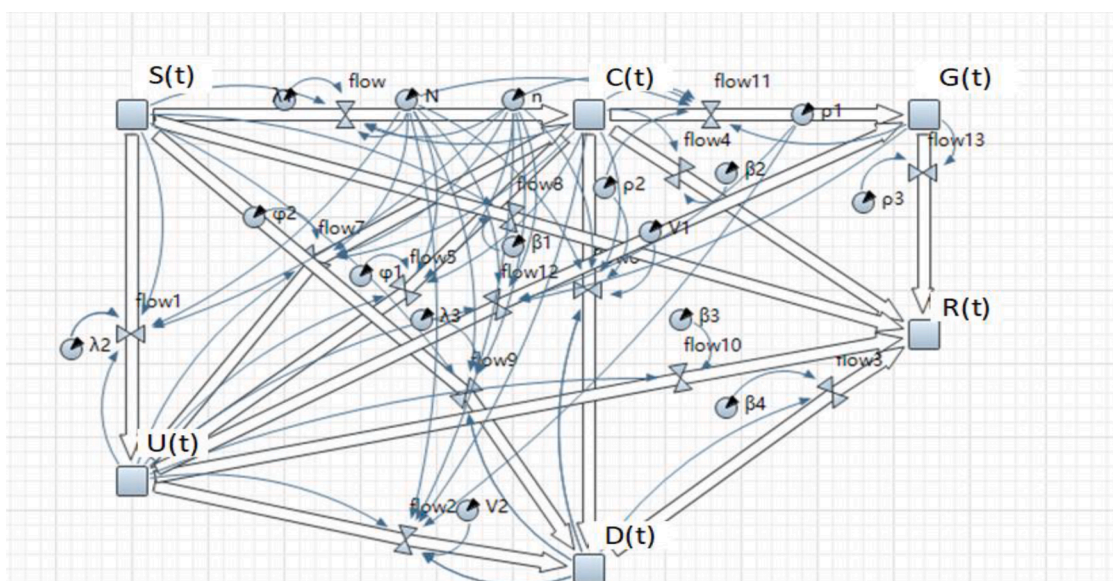 S(t)
C(t)
G(t)
λ1
flow
N
n
flow11
ρ1
flow4
flow13
β2
ρ2
ρ3
flow8
φ2
V1
flow7
β1
flow5
φ1
flow12
flow1
λ3
β3
R(t)
λ2
flow10
flow9
flow3
β4
U(t)
flow2
V2
D(t)